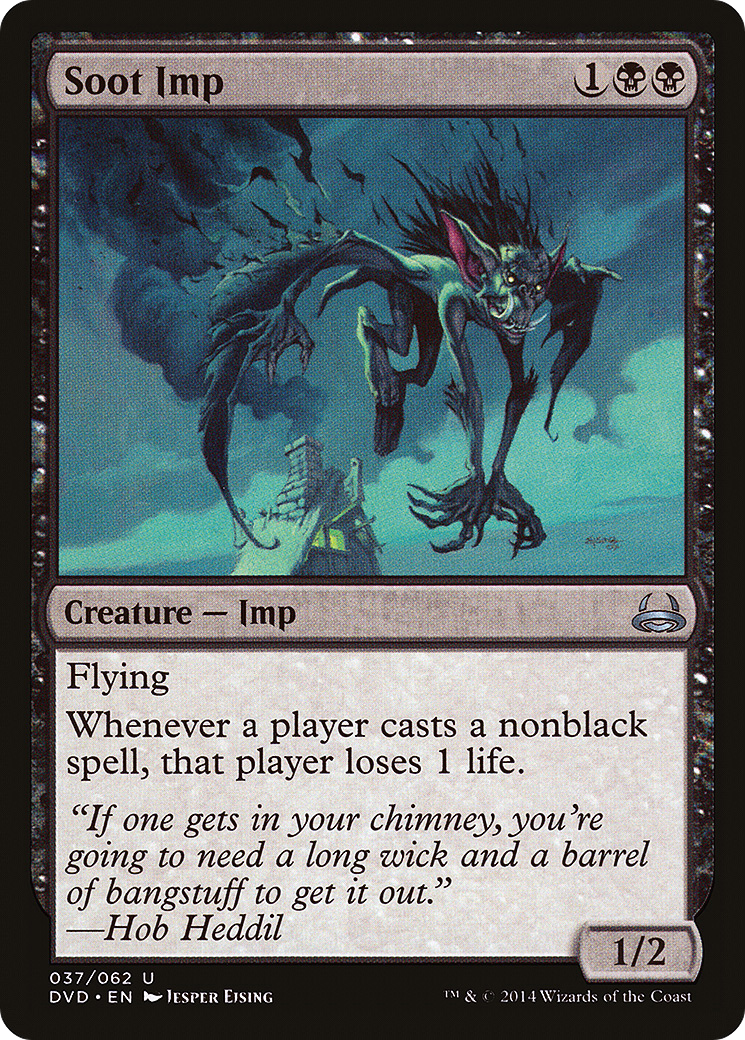 Soot Imp 1
Creature — Imp
Flying
Whenever a player casts a nonblack
spell, that player loses 1 life.
“If one gets in your chimney, you’re
going to need a long wick and a barrel
of bangstuff to get it out.”
—Hob Heddil
1/2
037/062 U
DVD • EN Jesper Ejsing
™ & © 2014 Wizards of the Coast